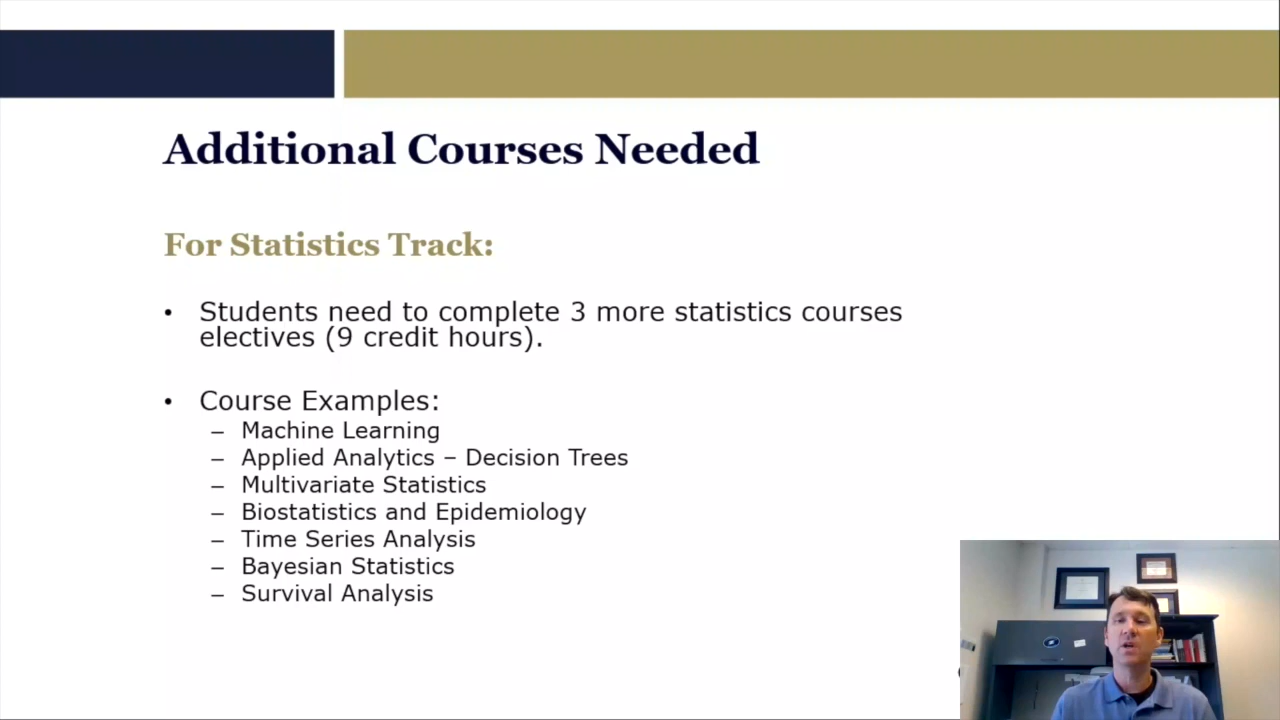 Additional Courses Needed
For Statistics Track:
• Students need to complete 3 more statistics courses
electives (9 credit hours).
• Course Examples:
– Machine Learning
– Applied Analytics – Decision Trees
– Multivariate Statistics
– Biostatistics and Epidemiology
– Time Series Analysis
– Bayesian Statistics
– Survival Analysis